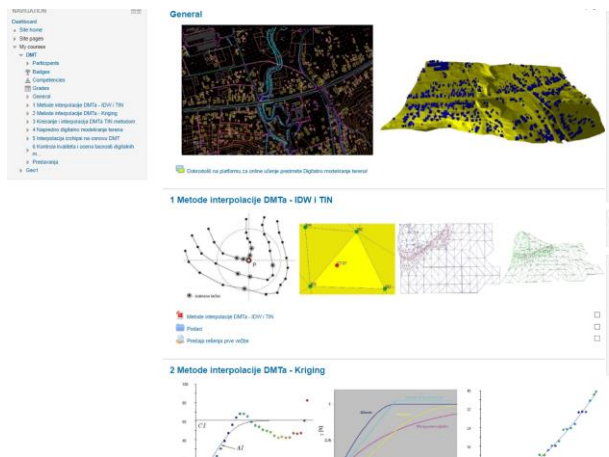 NAVIGATION
Dashboard
Site home
Site pages
My courses
DMT
Participants
Badges
Competencies
Grades
General
1 Metode interpolacije DMTa - IDW i TIN
2 Metode interpolacije DMTa - Kriging
3 Kreiranje i interpolacija DMTa TIN metodom
4 Napredno digitalno modeliranje terena
5 Interpolacija izohipsi na osnovu DMT
6 Kontrola kvaliteta i ocena tacnosti digitalnih
m...
Predavanja
Geo1
General
Dobrodošli na platformu za online učenje predmeta Digitalno modeliranje terena!
1 Metode interpolacije DMTa - IDW i TIN
P
Metode interpolacije DMTa - IDW i TIN
Podaci
Predaja rešenja prve vežbe
2 Metode interpolacije DMTa - Kriging